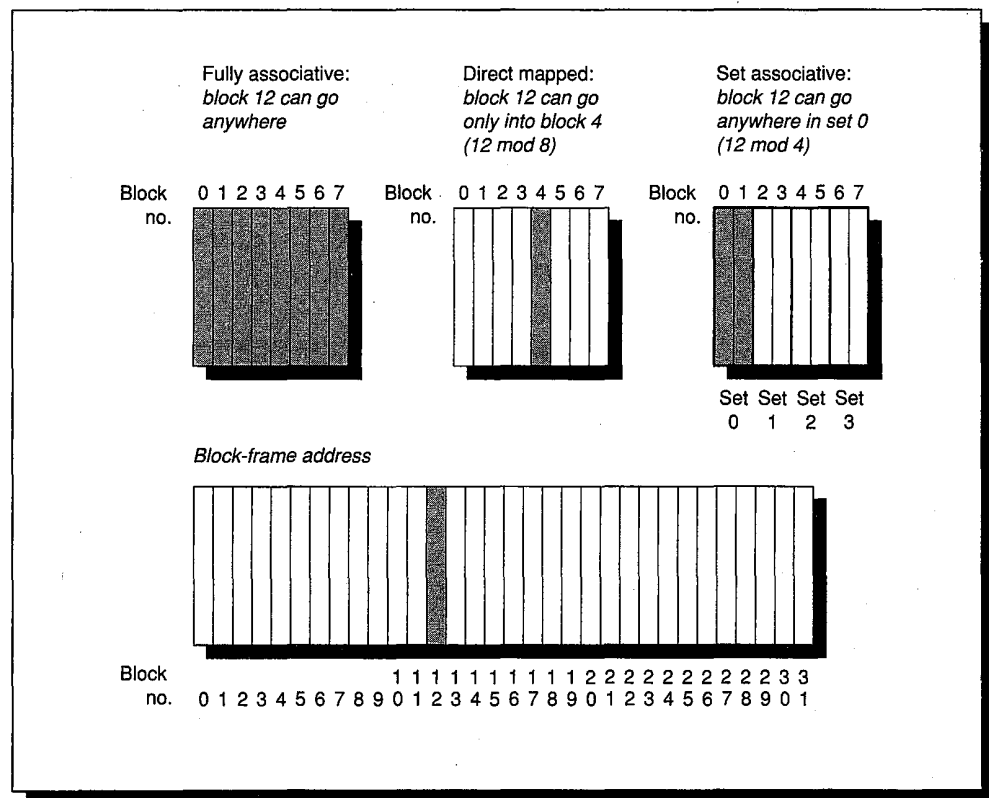 Fully associative:
block 12 can go
anywhere
Direct mapped:
block 12 can go
only into block 4
(12 mod 8)
Set associative:
block 12 can go
anywhere in set 0
(12 mod 4)
Block 0 1 2 3 4 5 6 7
no.
Block 0 1 2 3 4 5 6 7
no.
Block 0 1 2 3 4 5 6 7
no.
Set Set Set Set
0 1 2 3
Block-frame address
Block 1 1 1 1 1 1 1 1 1 1 2 2 2 2 2 2 2 2 2 2 3 3
no. 0 1 2 3 4 5 6 7 8 9 0 1 2 3 4 5 6 7 8 9 0 1 2 3 4 5 6 7 8 9 0 1